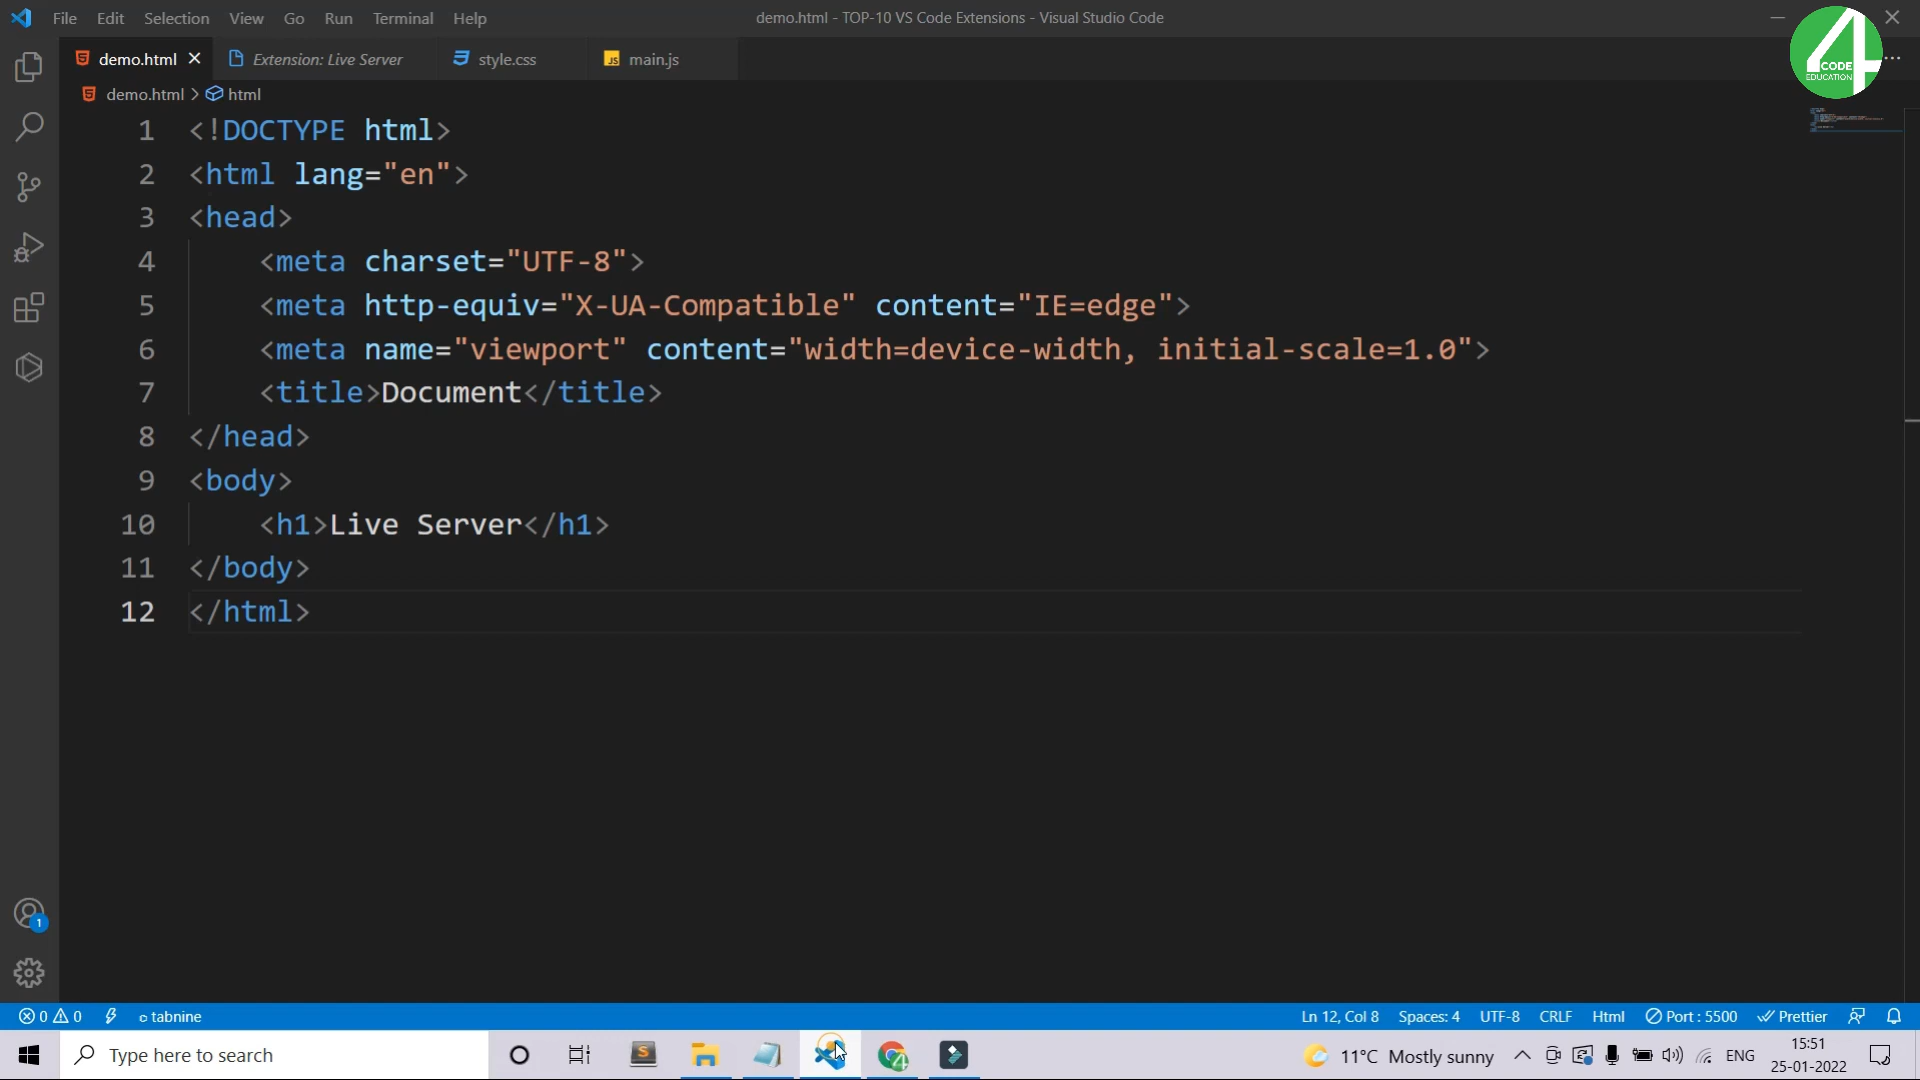 File Edit Selection View Go Run Terminal Help
demo.html - TOP-10 VS Code Extensions - Visual Studio Code
demo.html Extension: Live Server style.css JS main.js
4 CODE
EDUCATION
demo.html > html
1 <!DOCTYPE html>
2 <html lang="en">
3 <head>
4 <meta charset="UTF-8">
5 <meta http-equiv="X-UA-Compatible" content="IE=edge">
6 <meta name="viewport" content="width=device-width, initial-scale=1.0">
7 <title>Document</title>
8 </head>
9 <body>
10 <h1>Live Server</h1>
11 </body>
12 </html>
1
0 0 tabnine Ln 12, Col 8 Spaces: 4 UTF-8 CRLF Html Port : 5500 Prettier
Type here to search 11°C Mostly sunny ENG 15:51
25-01-2022